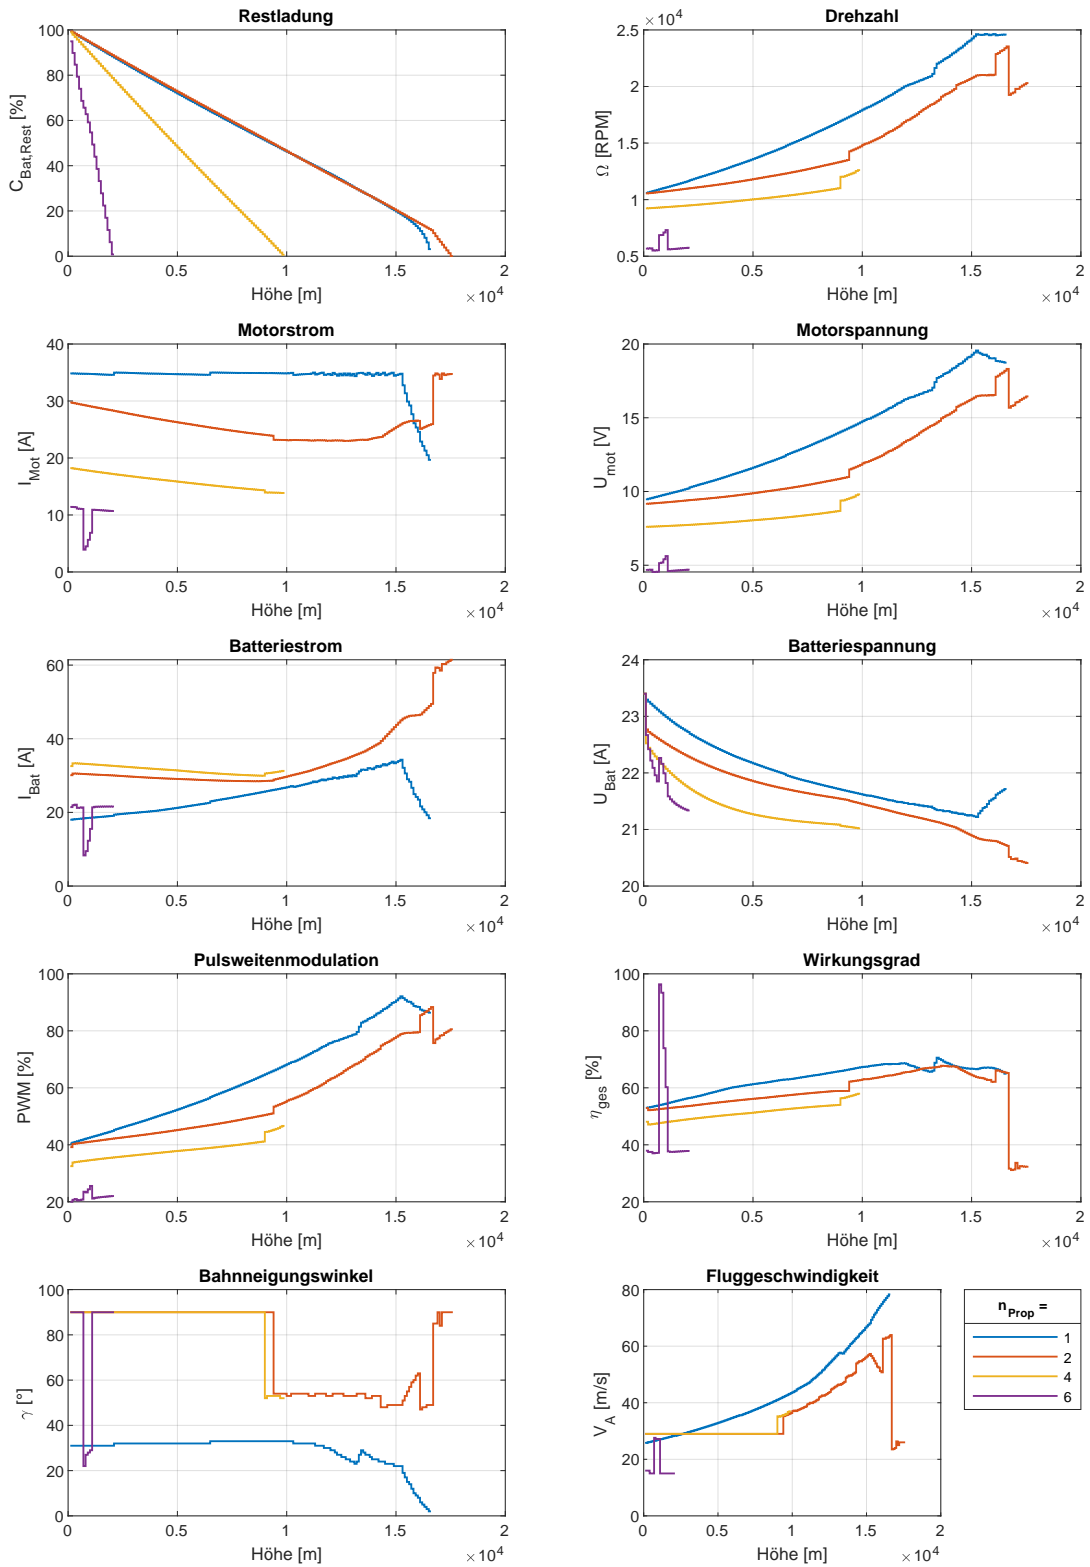 Restladung
C_Bat,Rest [%]
100
80
60
40
20
0
0 0.5 1 1.5 2
Höhe [m] ×10^4
Drehzahl
×10^4
Ω [RPM]
2.5
2
1.5
1
0.5
0 0.5 1 1.5 2
Höhe [m] ×10^4
Motorstrom
I_Mot [A]
40
30
20
10
0
0 0.5 1 1.5 2
Höhe [m] ×10^4
Motorspannung
U_mot [V]
20
15
10
5
0 0.5 1 1.5 2
Höhe [m] ×10^4
Batteriestrom
I_Bat [A]
60
40
20
0
0 0.5 1 1.5 2
Höhe [m] ×10^4
Batteriespannung
U_Bat [A]
24
23
22
21
20
0 0.5 1 1.5 2
Höhe [m] ×10^4
Pulsweitenmodulation
PWM [%]
100
80
60
40
20
0 0.5 1 1.5 2
Höhe [m] ×10^4
Wirkungsgrad
η_ges [%]
100
80
60
40
20
0 0.5 1 1.5 2
Höhe [m] ×10^4
Bahnneigungswinkel
γ [°]
100
80
60
40
20
0
0 0.5 1 1.5 2
Höhe [m] ×10^4
Fluggeschwindigkeit
V_A [m/s]
80
60
40
20
0
0 0.5 1 1.5 2
Höhe [m] ×10^4
n_Prop =
1
2
4
6